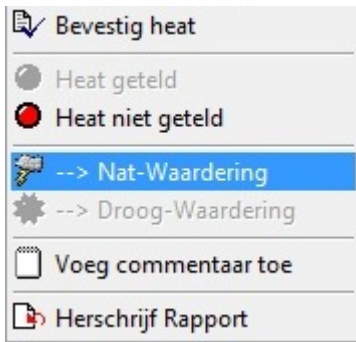 Bevestig heat
Heat geteld
Heat niet geteld
--> Nat-Waardering
--> Droog-Waardering
Voeg commentaar toe
Herschrijf Rapport